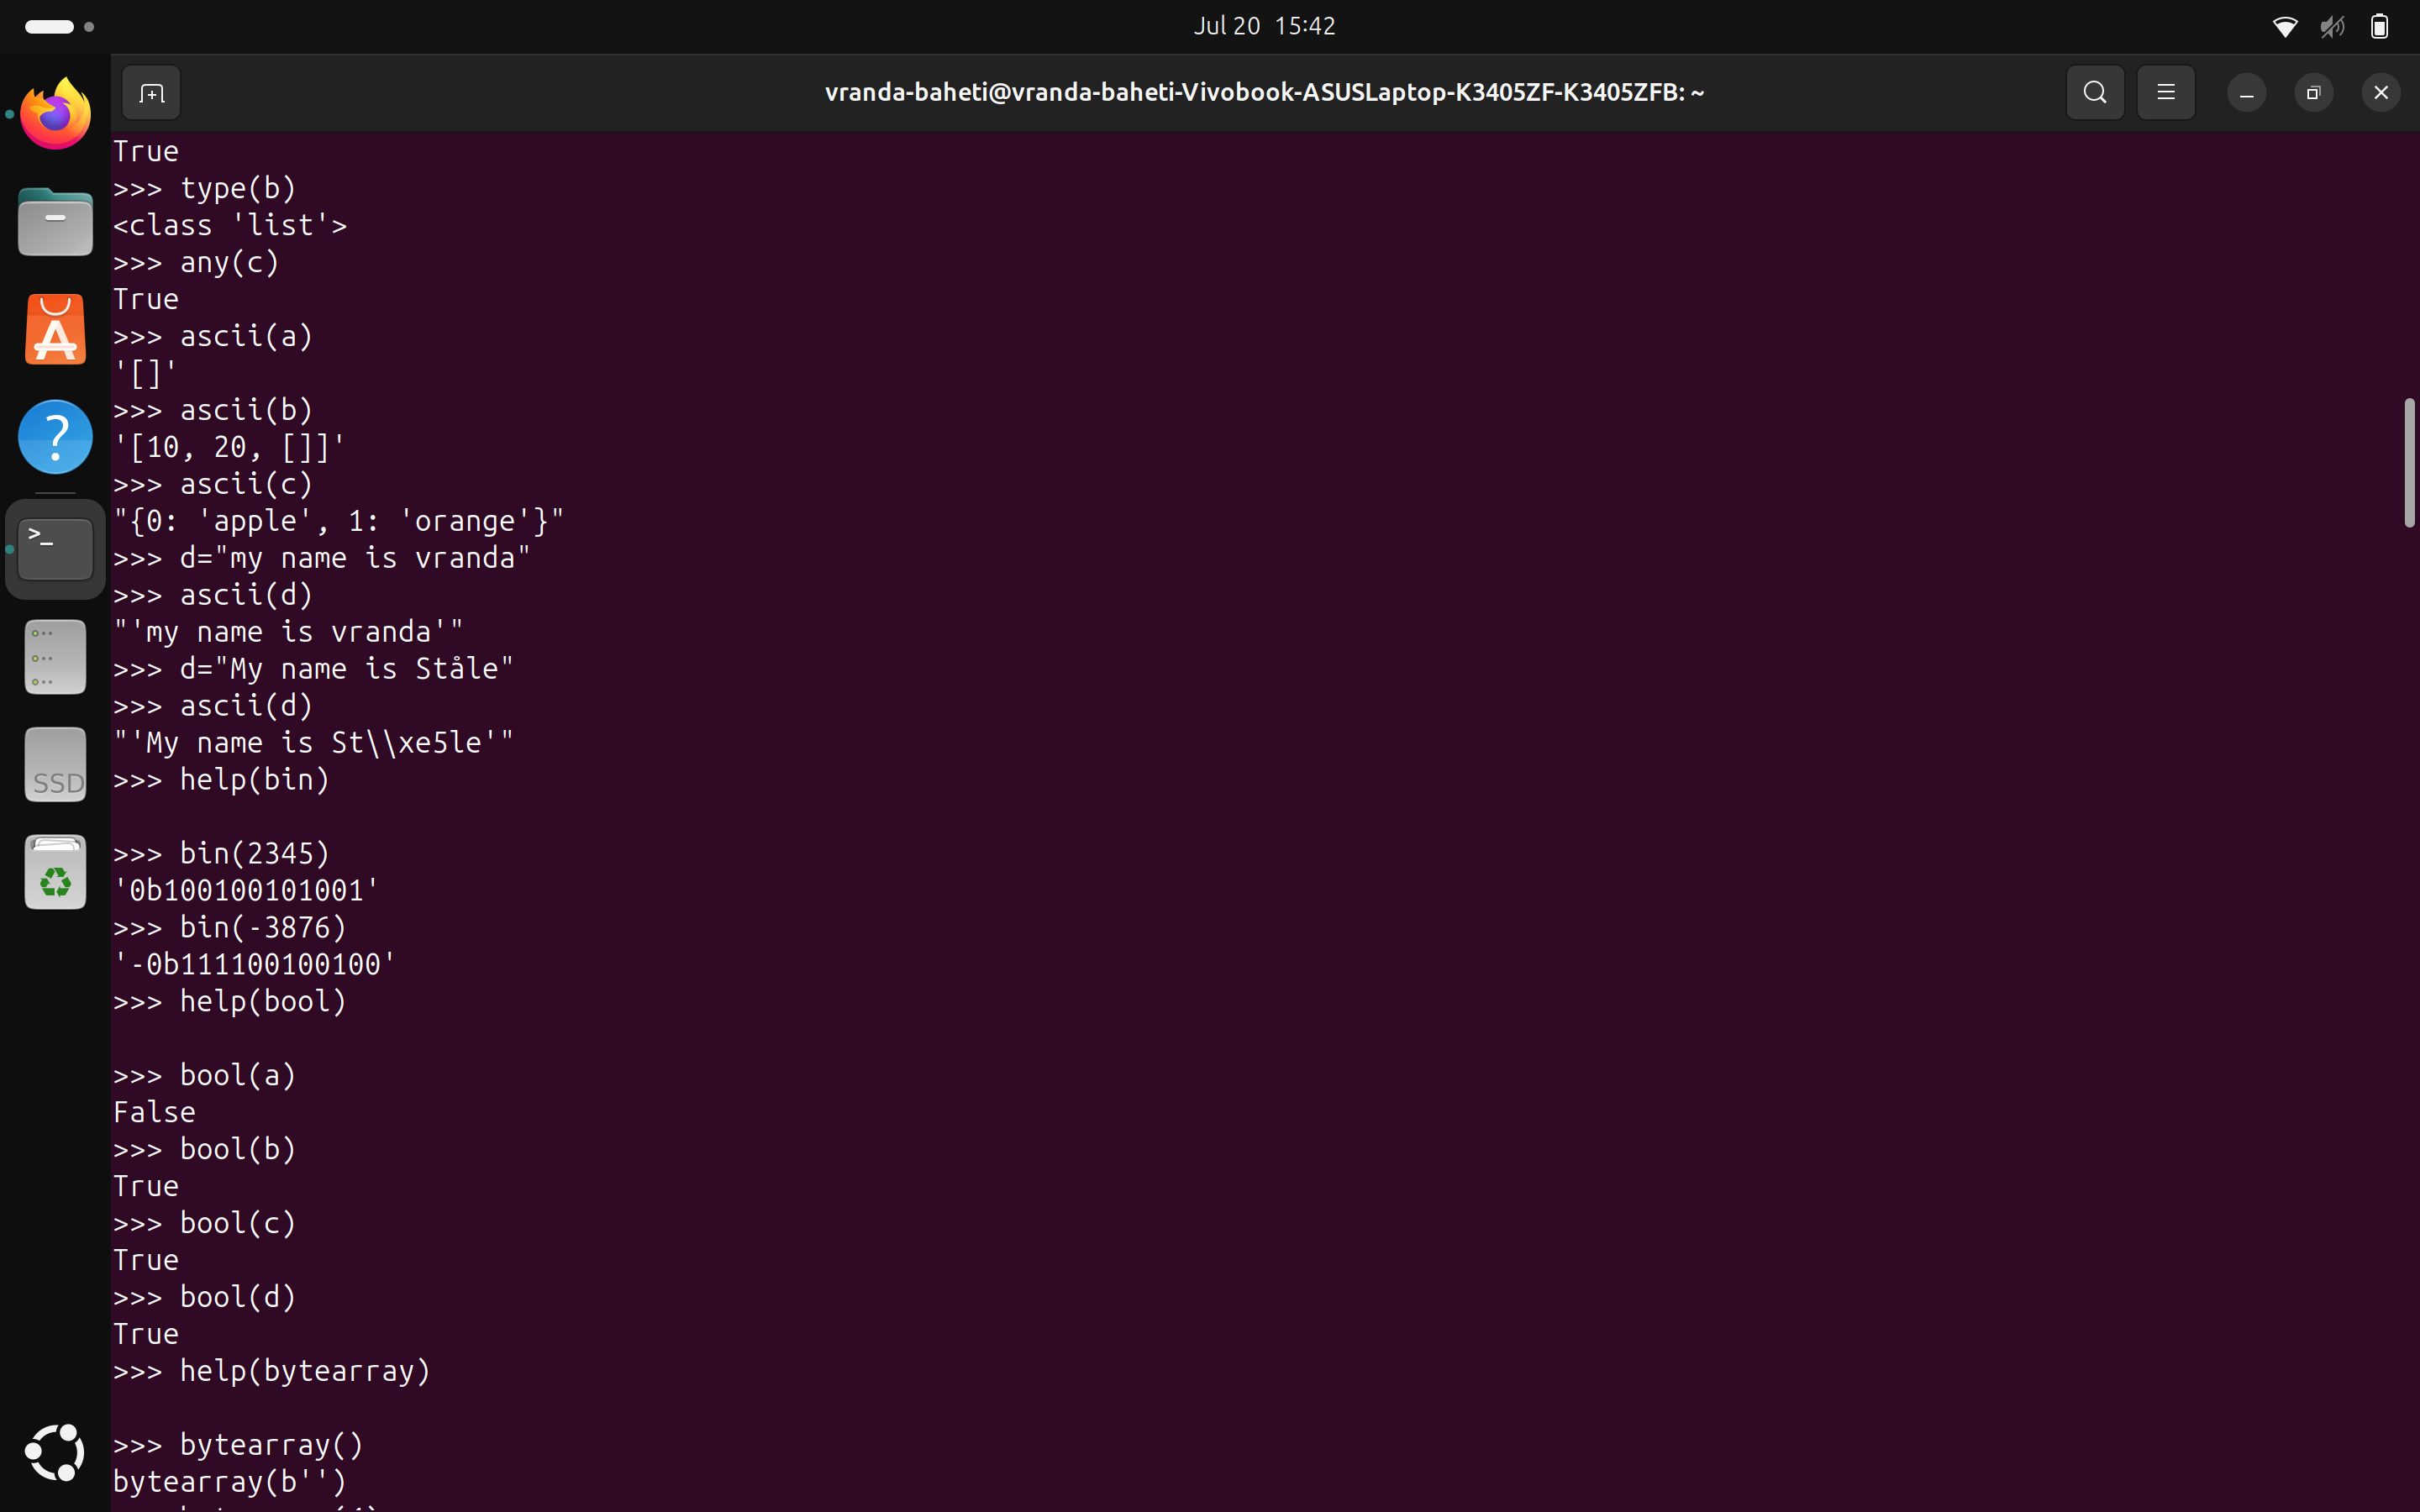 Jul 20 15:42
vranda-baheti@vranda-baheti-Vivobook-ASUSLaptop-K3405ZF-K3405ZFB: ~
True
>>> type(b)
<class 'list'>
>>> any(c)
True
>>> ascii(a)
'[]'
>>> ascii(b)
'[10, 20, []]'
>>> ascii(c)
"{0: 'apple', 1: 'orange'}"
>>> d="my name is vranda"
>>> ascii(d)
"'my name is vranda'"
>>> d="My name is Ståle"
>>> ascii(d)
"'My name is St\\xe5le'"
>>> help(bin)
>>> bin(2345)
'0b100100101001'
>>> bin(-3876)
'-0b111100100100'
>>> help(bool)
>>> bool(a)
False
>>> bool(b)
True
>>> bool(c)
True
>>> bool(d)
True
>>> help(bytearray)
>>> bytearray()
bytearray(b'')
SSD